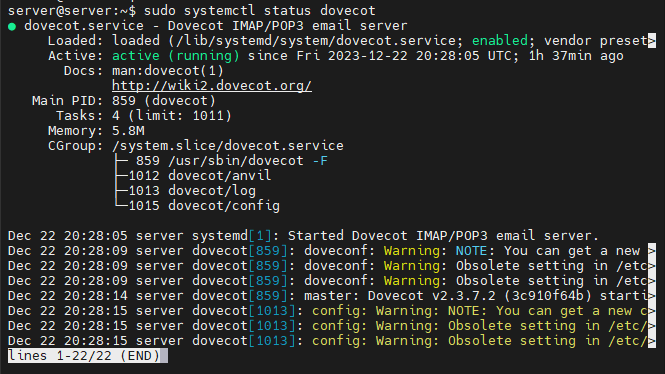 server@server:~$ sudo systemctl status dovecot
● dovecot.service - Dovecot IMAP/POP3 email server
     Loaded: loaded (/lib/systemd/system/dovecot.service; enabled; vendor preset>
     Active: active (running) since Fri 2023-12-22 20:28:05 UTC; 1h 37min ago
       Docs: man:dovecot(1)
             http://wiki2.dovecot.org/
   Main PID: 859 (dovecot)
      Tasks: 4 (limit: 1011)
     Memory: 5.8M
     CGroup: /system.slice/dovecot.service
             ├─ 859 /usr/sbin/dovecot -F
             ├─1012 dovecot/anvil
             ├─1013 dovecot/log
             └─1015 dovecot/config
Dec 22 20:28:05 server systemd[1]: Started Dovecot IMAP/POP3 email server.
Dec 22 20:28:09 server dovecot[859]: doveconf: Warning: NOTE: You can get a new >
Dec 22 20:28:09 server dovecot[859]: doveconf: Warning: Obsolete setting in /etc>
Dec 22 20:28:09 server dovecot[859]: doveconf: Warning: Obsolete setting in /etc>
Dec 22 20:28:14 server dovecot[859]: master: Dovecot v2.3.7.2 (3c910f64b) starti>
Dec 22 20:28:15 server dovecot[1013]: config: Warning: NOTE: You can get a new c>
Dec 22 20:28:15 server dovecot[1013]: config: Warning: Obsolete setting in /etc/>
Dec 22 20:28:15 server dovecot[1013]: config: Warning: Obsolete setting in /etc/>
lines 1-22/22 (END)